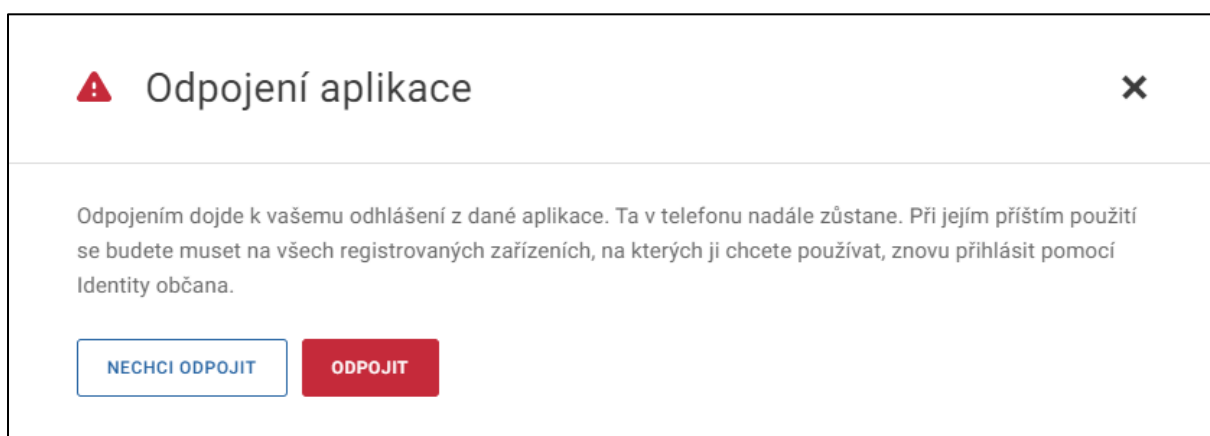 Odpojení aplikace
Odpojením dojde k vašemu odhlášení z dané aplikace. Ta v telefonu nadále zůstane. Při jejím příštím použití
se budete muset na všech registrovaných zařízeních, na kterých ji chcete používat, znovu přihlásit pomocí
Identity občana.
NECHCI ODPOJIT ODPOJIT